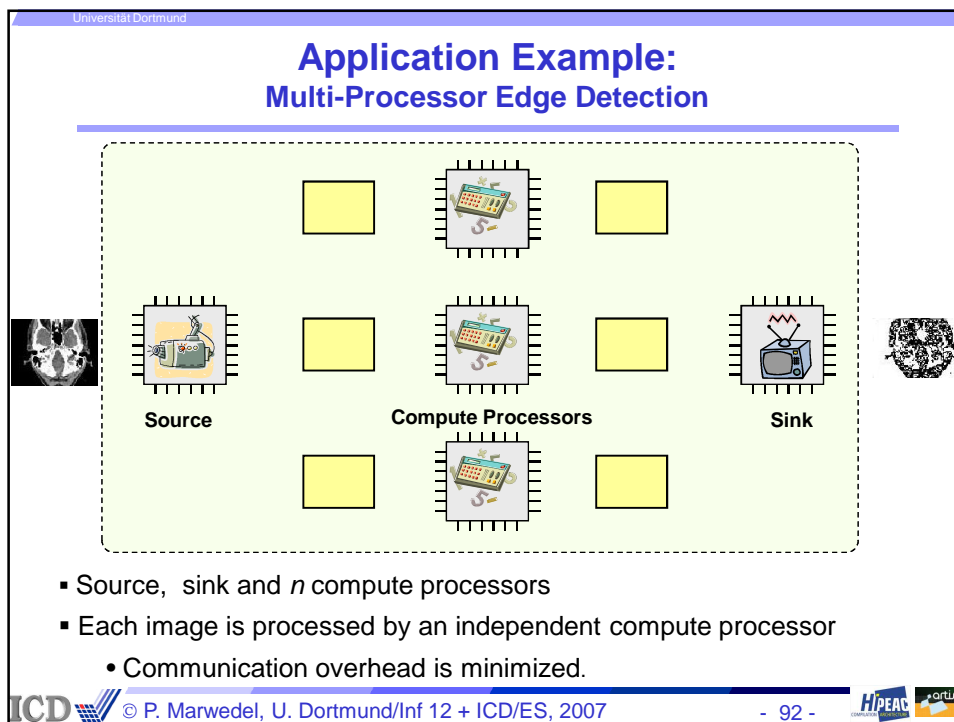 Universität Dortmund
Application Example:
Multi-Processor Edge Detection
Source
Compute Processors
Sink
▪ Source, sink and n compute processors
▪ Each image is processed by an independent compute processor
• Communication overhead is minimized.
ICD
© P. Marwedel, U. Dortmund/Inf 12 + ICD/ES, 2007
- 92 -
HiPEAC
COMPILATION ARCHITECTURE